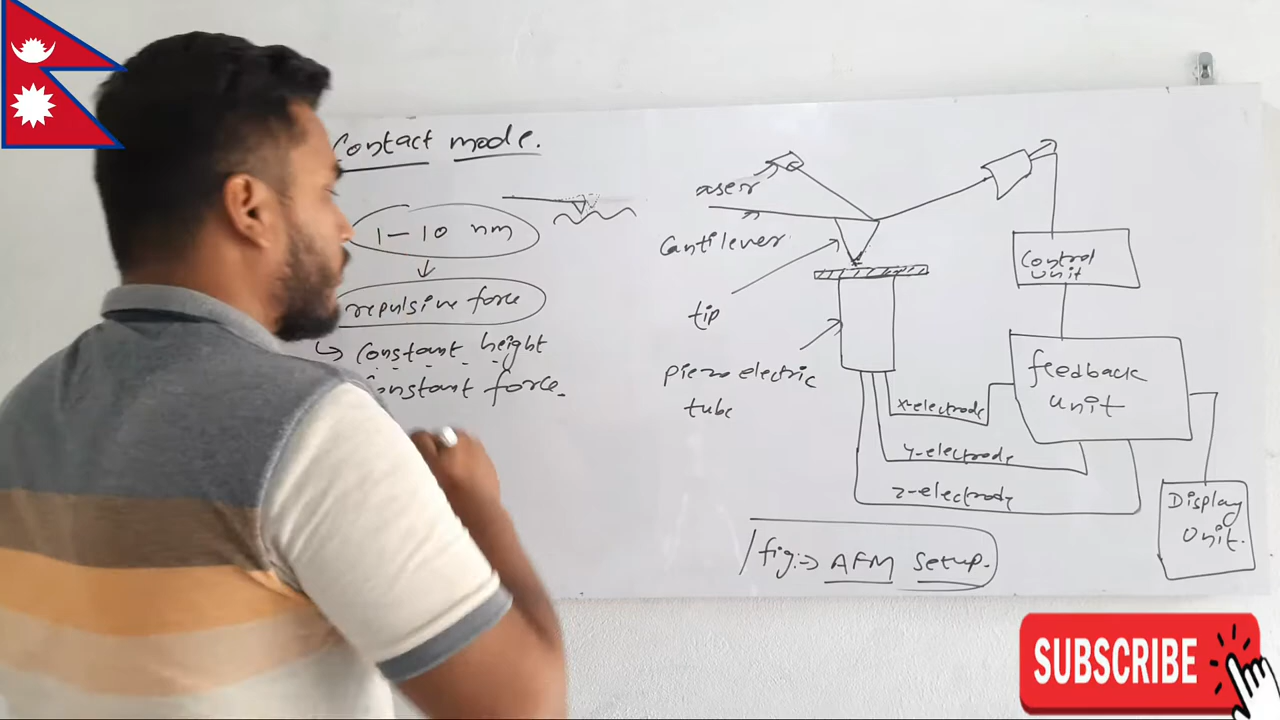 Contact mode.
1-10 nm
repulsive force
↳ Constant height
Constant force.
Laser
Cantilever
tip
Piezo electric
tube
Control
Unit
feedback
Unit
x-electrode
y-electrode
z-electrode
Display
Unit.
fig:-> AFM Setup.
SUBSCRIBE